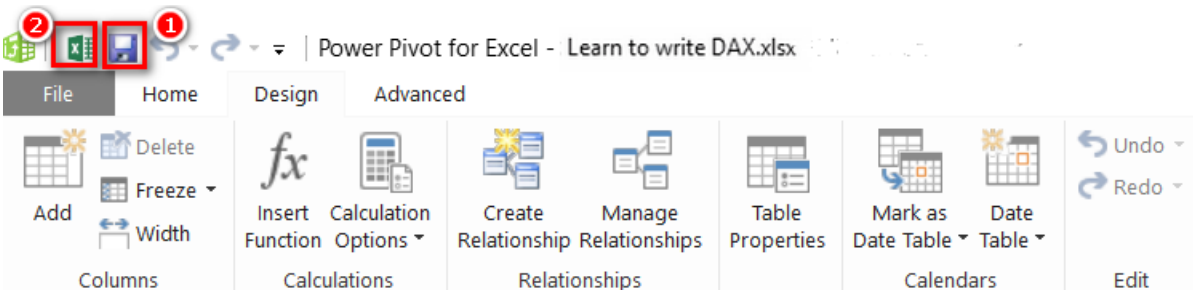 2 1
Power Pivot for Excel - Learn to write DAX.xlsx
File Home Design Advanced
Add
Delete
Freeze
Width
Columns
fx
Insert Function
Calculation Options
Calculations
Create Relationship
Manage Relationships
Relationships
Table Properties
Mark as Date Table
Date Table
Calendars
Undo
Redo
Edit